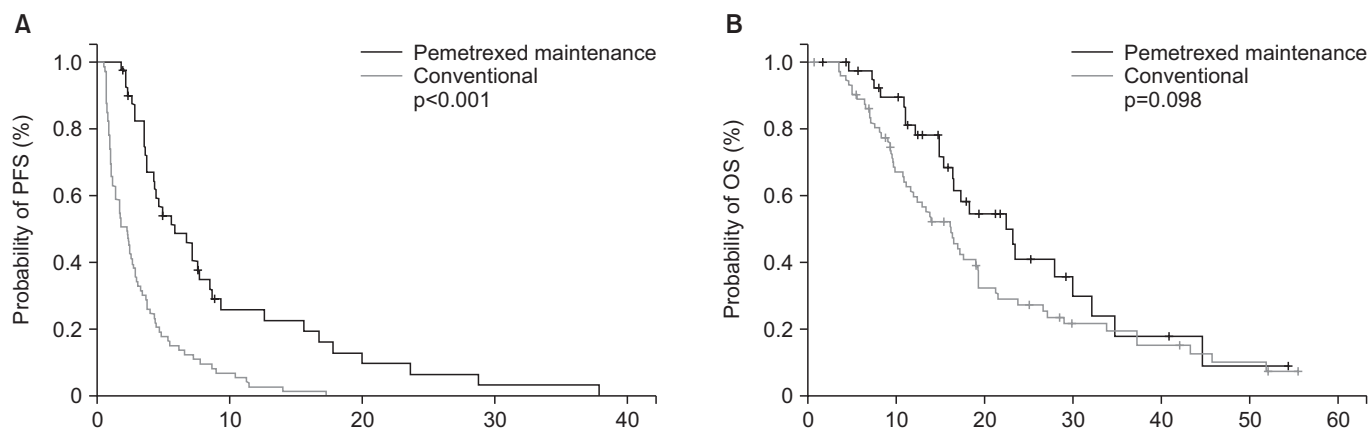 A
Pemetrexed maintenance
Conventional
p<0.001
Probability of PFS (%)
1.0
0.8
0.6
0.4
0.2
0
0 10 20 30 40
B
Pemetrexed maintenance
Conventional
p=0.098
Probability of OS (%)
1.0
0.8
0.6
0.4
0.2
0
0 10 20 30 40 50 60